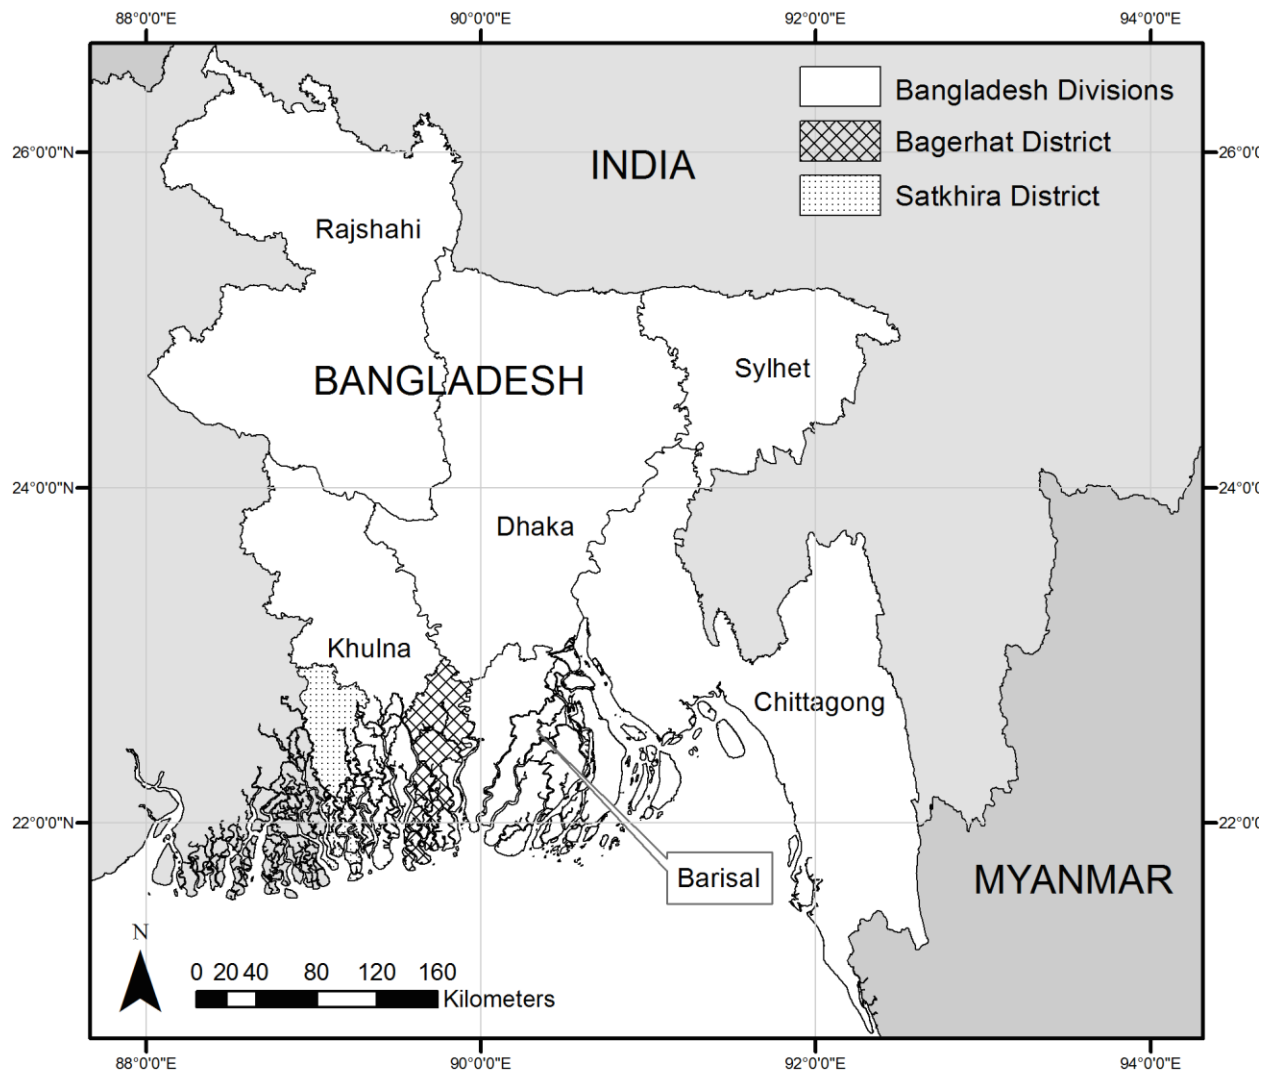 88°0'0"E 90°0'0"E 92°0'0"E 94°0'0"E
Bangladesh Divisions
26°0'0"N INDIA Bagerhat District 26°0'0
Rajshahi Satkhira District
BANGLADESH Sylhet
24°0'0"N 24°0'0
Dhaka
Khulna
Chittagong
22°0'0"N 22°0'0
Barisal MYANMAR
N
0 20 40 80 120 160
Kilometers
88°0'0"E 90°0'0"E 92°0'0"E 94°0'0"E